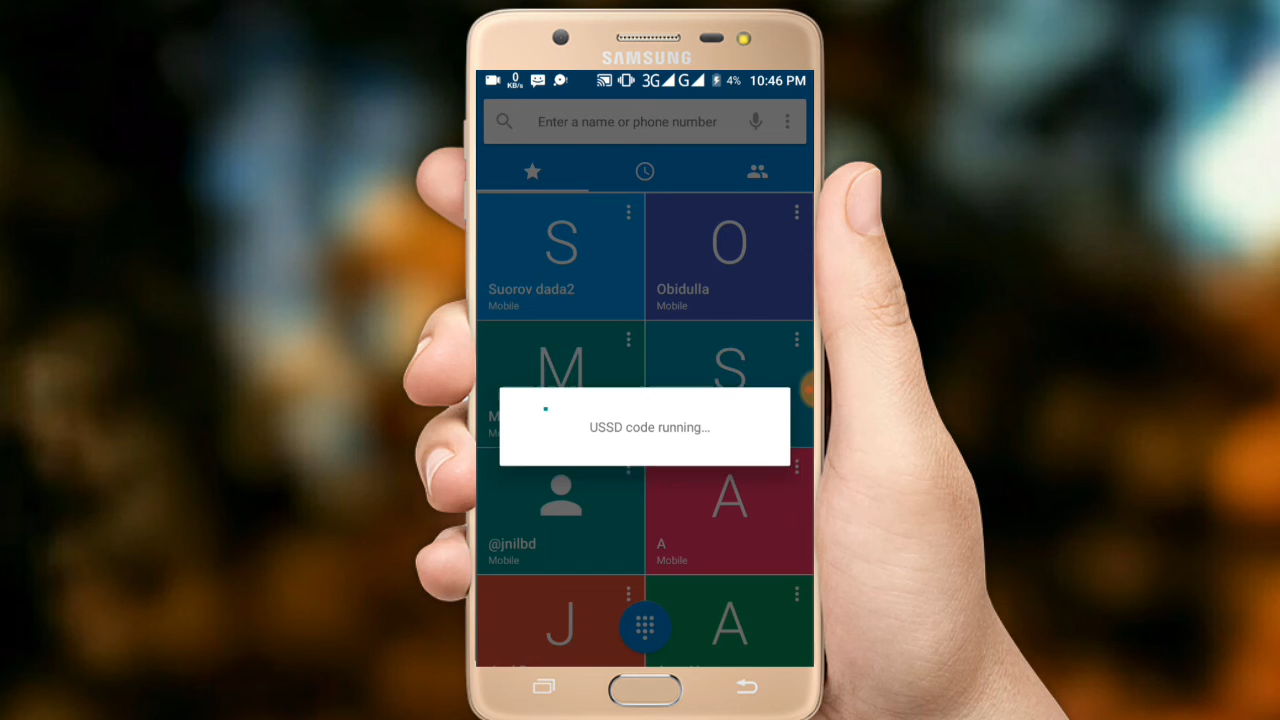 SAMSUNG
0 KB/s 3G G 4% 10:46 PM
Enter a name or phone number
S
O
Suorov dada2
Obidulla
Mobile
Mobile
M
S
USSD code running...
@jnilbd
A
A
Mobile
Mobile
J
A